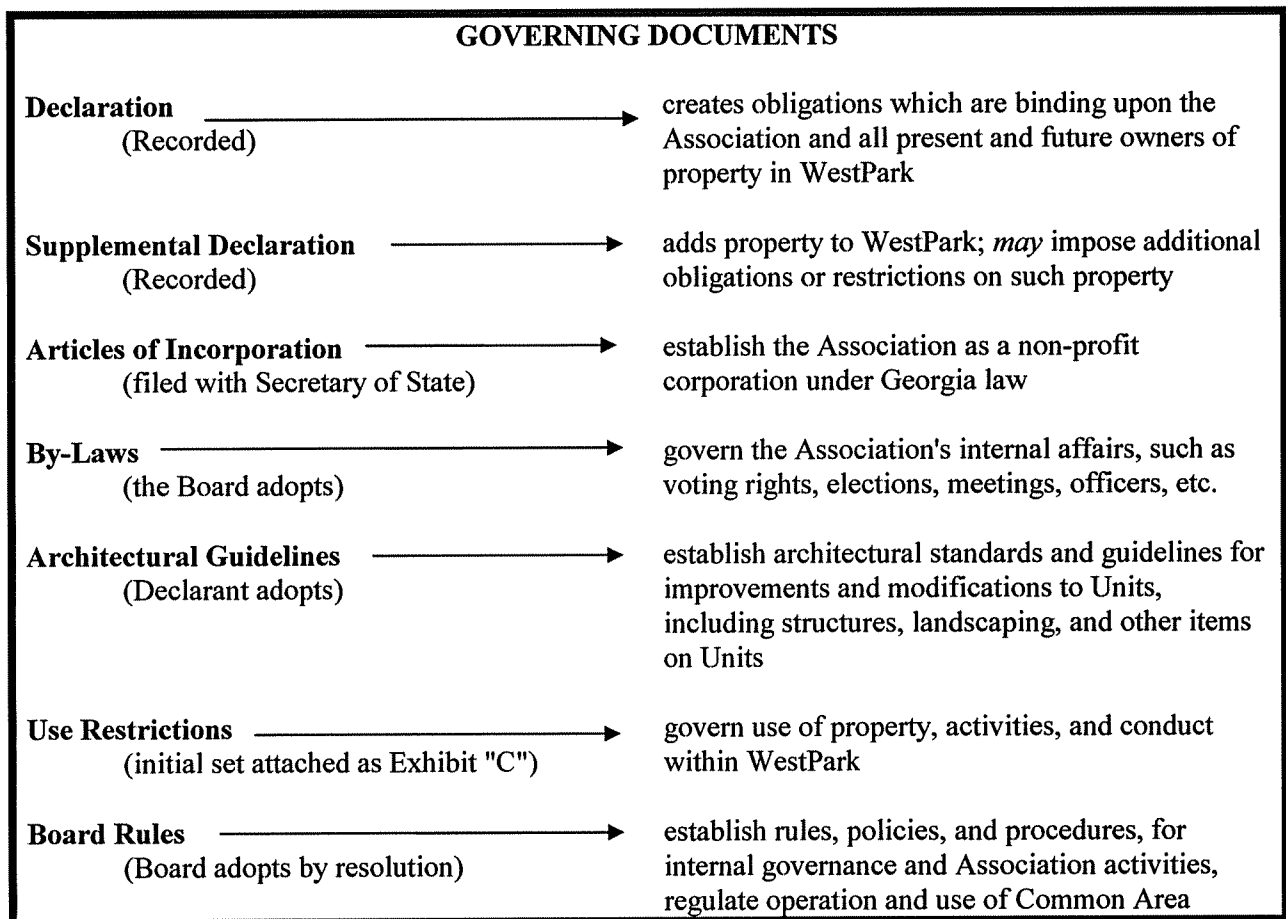 GOVERNING DOCUMENTS
Declaration
(Recorded)
creates obligations which are binding upon the
Association and all present and future owners of
property in WestPark
Supplemental Declaration
(Recorded)
adds property to WestPark; may impose additional
obligations or restrictions on such property
Articles of Incorporation
(filed with Secretary of State)
establish the Association as a non-profit
corporation under Georgia law
By-Laws
(the Board adopts)
govern the Association's internal affairs, such as
voting rights, elections, meetings, officers, etc.
Architectural Guidelines
(Declarant adopts)
establish architectural standards and guidelines for
improvements and modifications to Units,
including structures, landscaping, and other items
on Units
Use Restrictions
(initial set attached as Exhibit "C")
govern use of property, activities, and conduct
within WestPark
Board Rules
(Board adopts by resolution)
establish rules, policies, and procedures, for
internal governance and Association activities,
regulate operation and use of Common Area